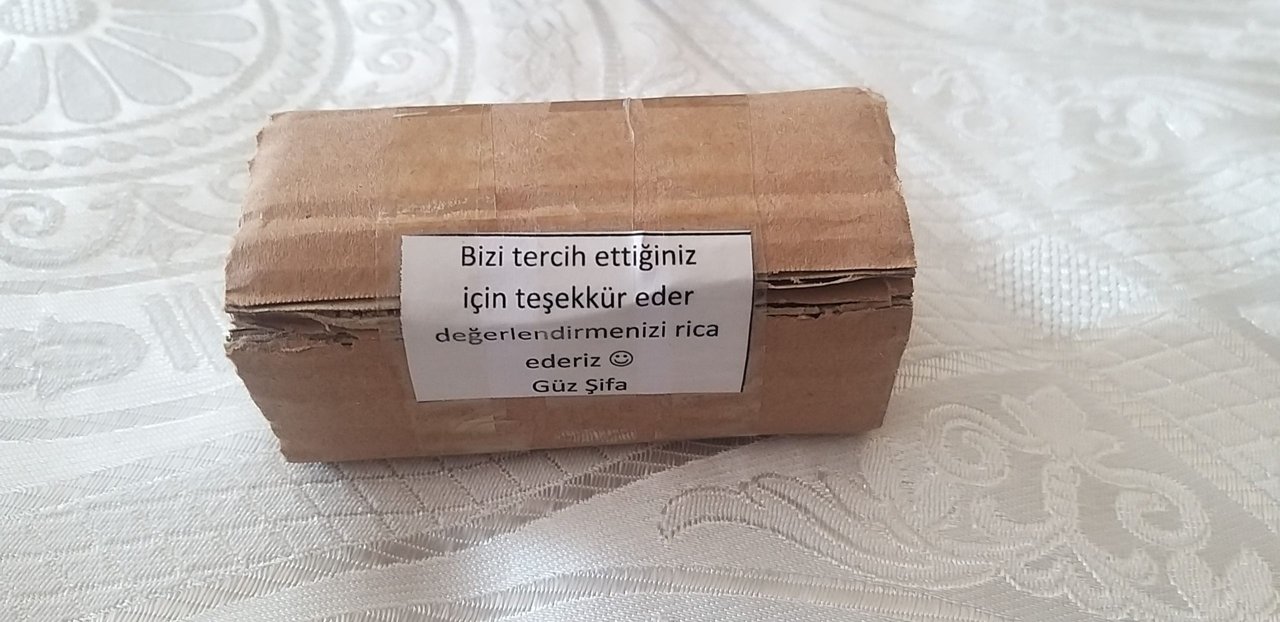 Bizi tercih ettiğiniz
için teşekkür eder
değerlendirmenizi rica
ederiz ☺
Güz Şifa